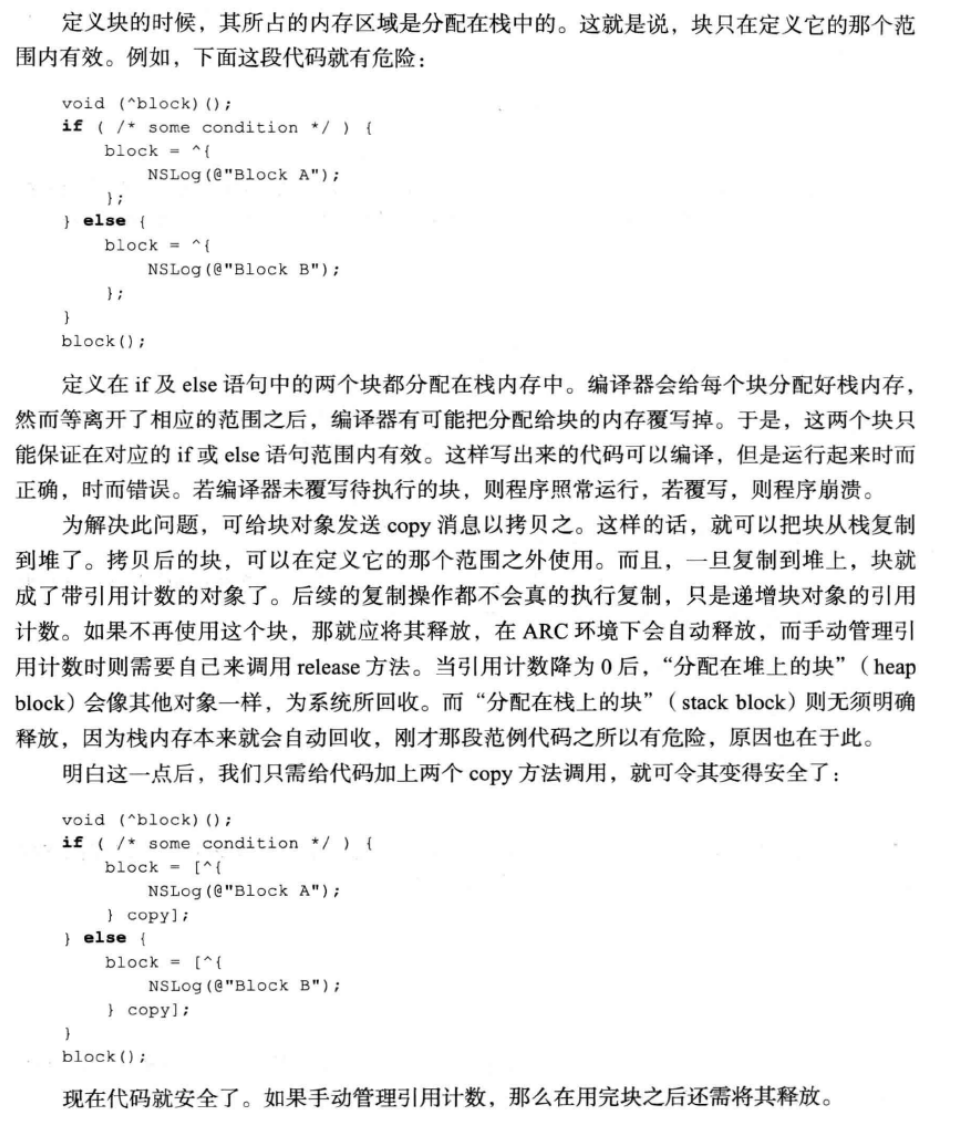 定义块的时候，其所占的内存区域是分配在栈中的。这就是说，块只在定义它的那个范
围内有效。例如，下面这段代码就有危险：
void (^block)();
if ( /* some condition */ ) {
    block = ^{
        NSLog(@"Block A");
    };
} else {
    block = ^{
        NSLog(@"Block B");
    };
}
block();
定义在 if 及 else 语句中的两个块都分配在栈内存中。编译器会给每个块分配好栈内存，
然而等离开了相应的范围之后，编译器有可能把分配给块的内存覆写掉。于是，这两个块只
能保证在对应的 if 或 else 语句范围内有效。这样写出来的代码可以编译，但是运行起来时而
正确，时而错误。若编译器未覆写待执行的块，则程序照常运行，若覆写，则程序崩溃。
为解决此问题，可给块对象发送 copy 消息以拷贝之。这样的话，就可以把块从栈复制
到堆了。拷贝后的块，可以在定义它的那个范围之外使用。而且，一旦复制到堆上，块就
成了带引用计数的对象了。后续的复制操作都不会真的执行复制，只是递增块对象的引用
计数。如果不再使用这个块，那就应将其释放，在 ARC 环境下会自动释放，而手动管理引
用计数时则需要自己来调用 release 方法。当引用计数降为 0 后，“分配在堆上的块”（heap
block）会像其他对象一样，为系统所回收。而“分配在栈上的块”（stack block）则无须明确
释放，因为栈内存本来就会自动回收，刚才那段范例代码之所以有危险，原因也在于此。
明白这一点后，我们只需给代码加上两个 copy 方法调用，就可令其变得安全了：
void (^block)();
if ( /* some condition */ ) {
    block = [^{
        NSLog(@"Block A");
    } copy];
} else {
    block = [^{
        NSLog(@"Block B");
    } copy];
}
block();
现在代码就安全了。如果手动管理引用计数，那么在用完块之后还需将其释放。